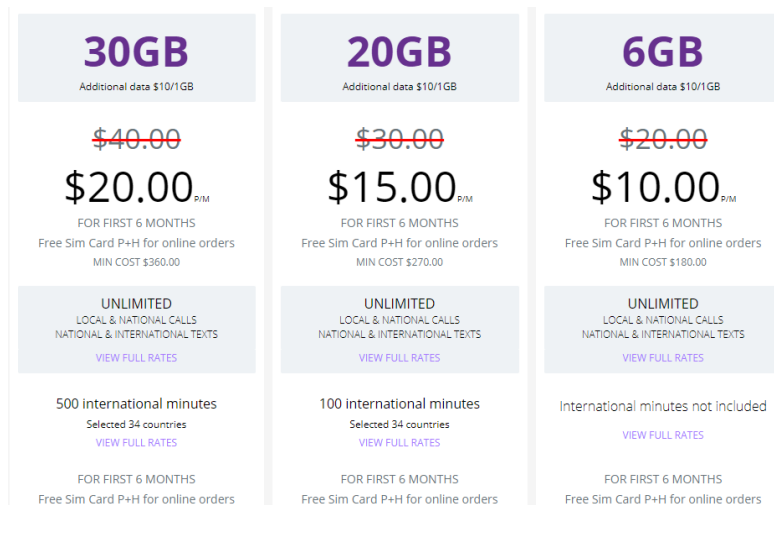 30GB
Additional data $10/1GB
$40.00
$20.00 P/M
FOR FIRST 6 MONTHS
Free Sim Card P+H for online orders
MIN COST $360.00
UNLIMITED
LOCAL & NATIONAL CALLS
NATIONAL & INTERNATIONAL TEXTS
VIEW FULL RATES
500 international minutes
Selected 34 countries
VIEW FULL RATES
FOR FIRST 6 MONTHS
Free Sim Card P+H for online orders
20GB
Additional data $10/1GB
$30.00
$15.00 P/M
FOR FIRST 6 MONTHS
Free Sim Card P+H for online orders
MIN COST $270.00
UNLIMITED
LOCAL & NATIONAL CALLS
NATIONAL & INTERNATIONAL TEXTS
VIEW FULL RATES
100 international minutes
Selected 34 countries
VIEW FULL RATES
FOR FIRST 6 MONTHS
Free Sim Card P+H for online orders
6GB
Additional data $10/1GB
$20.00
$10.00 P/M
FOR FIRST 6 MONTHS
Free Sim Card P+H for online orders
MIN COST $180.00
UNLIMITED
LOCAL & NATIONAL CALLS
NATIONAL & INTERNATIONAL TEXTS
VIEW FULL RATES
International minutes not included
VIEW FULL RATES
FOR FIRST 6 MONTHS
Free Sim Card P+H for online orders